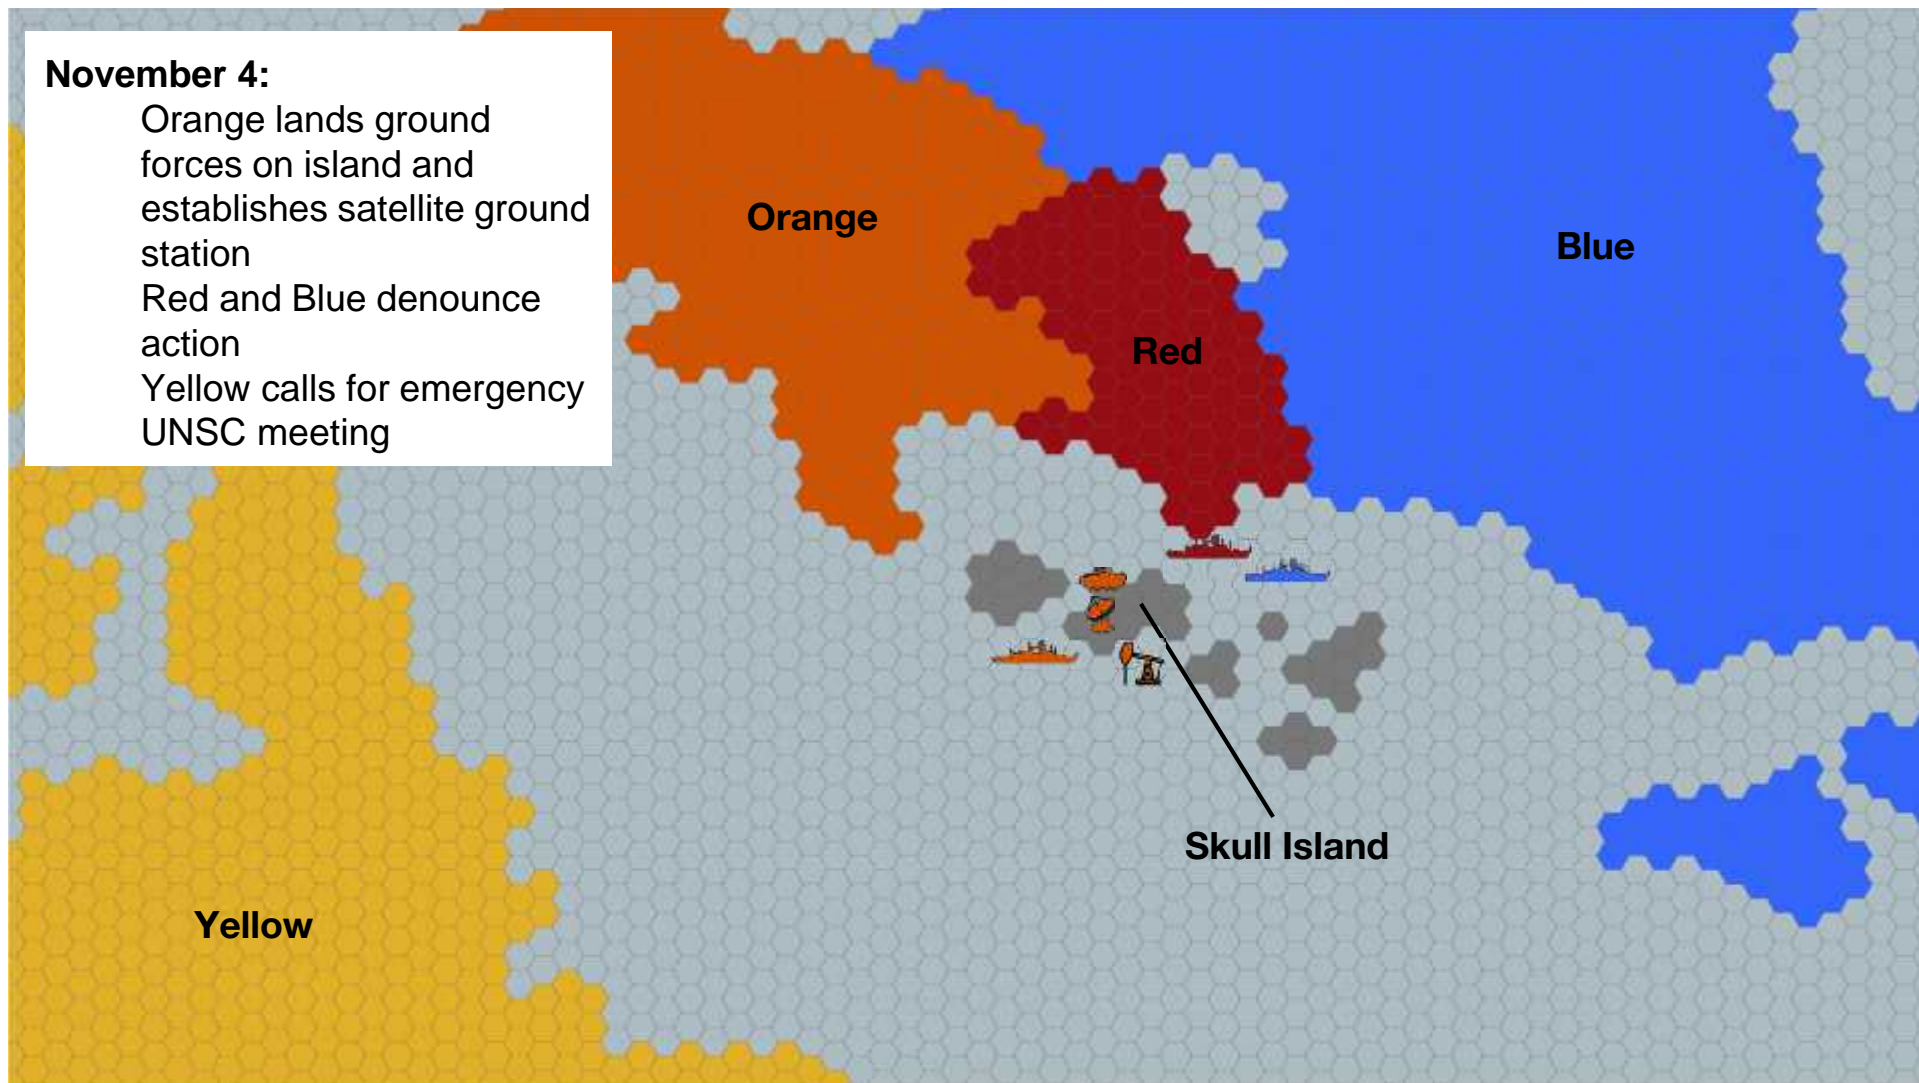 November 4:
Orange lands ground
forces on island and
establishes satellite ground
station
Red and Blue denounce
action
Yellow calls for emergency
UNSC meeting
Orange
Blue
Red
Skull Island
Yellow